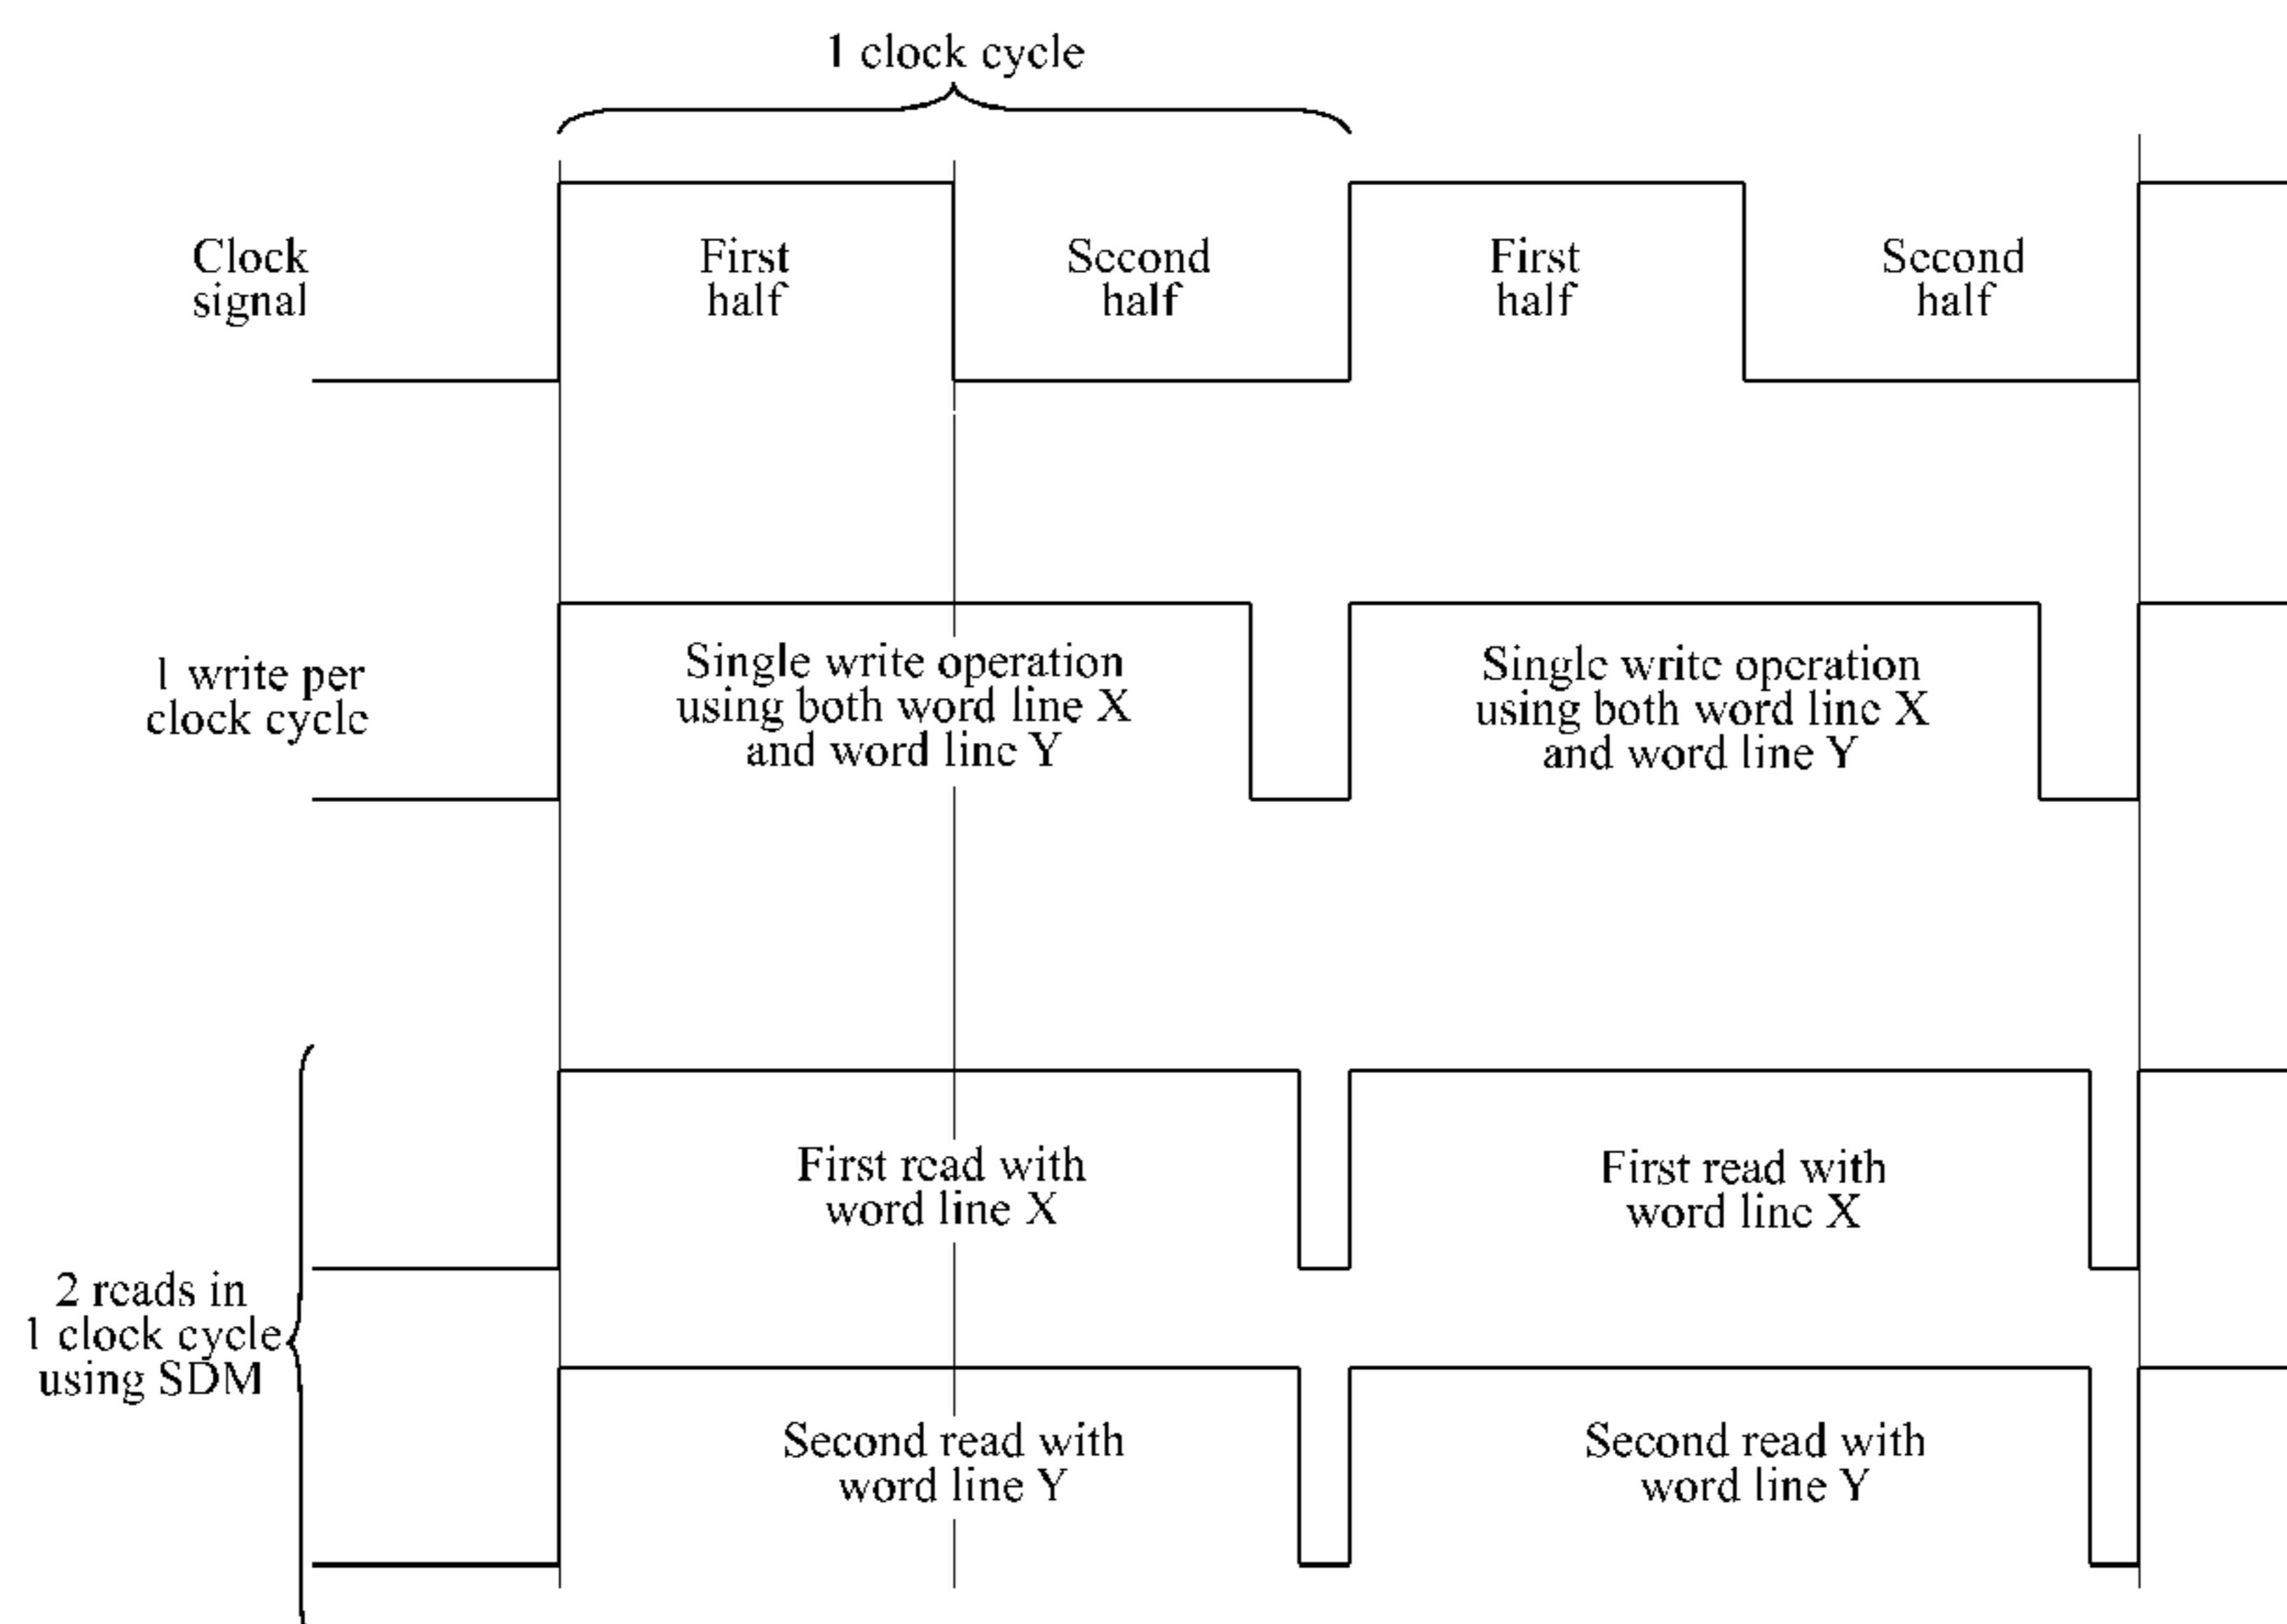 1 clock cycle
Clock
signal
First
half
Second
half
First
half
Second
half
1 write per
clock cycle
Single write operation
using both word line X
and word line Y
Single write operation
using both word line X
and word line Y
2 reads in
1 clock cycle
using SDM
First read with
word line X
First read with
word line X
Second read with
word line Y
Second read with
word line Y